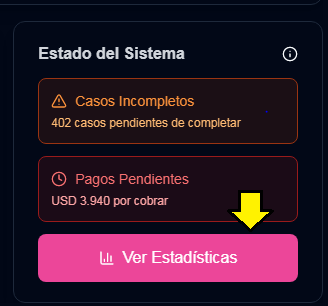 Estado del Sistema
Casos Incompletos
402 casos pendientes de completar
Pagos Pendientes
USD 3.940 por cobrar
Ver Estadísticas